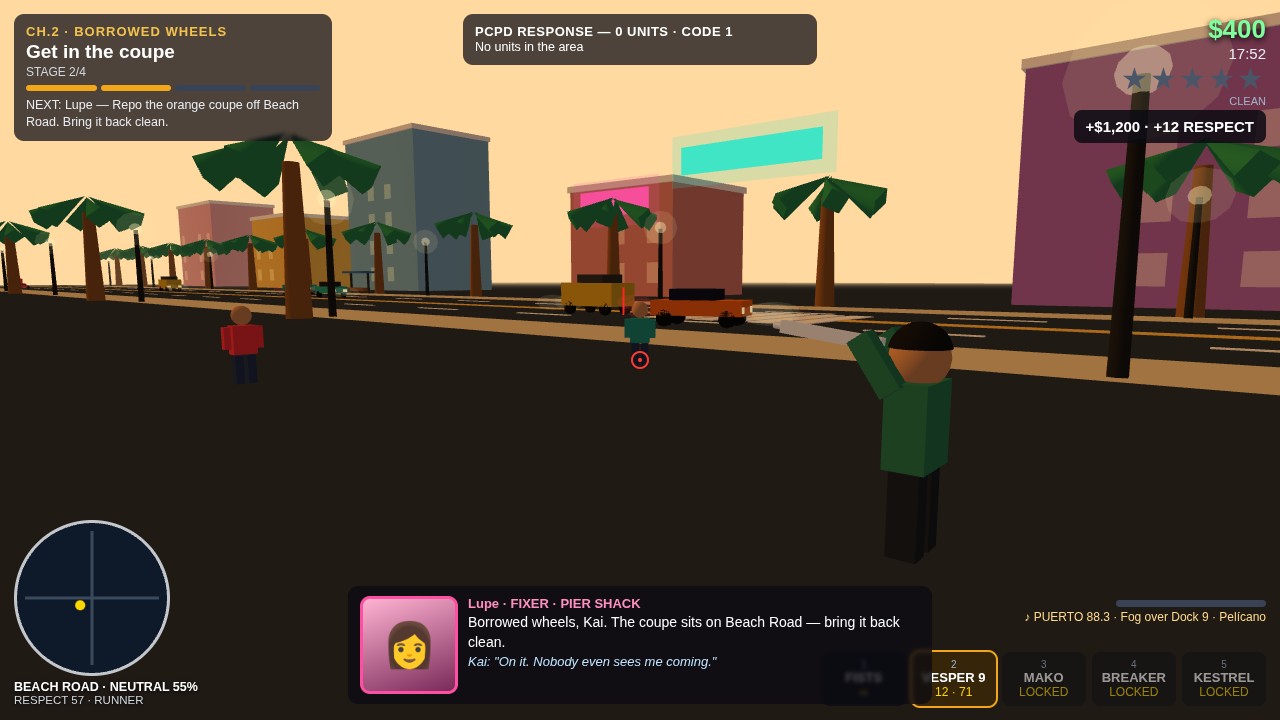 CH.2 · BORROWED WHEELS
Get in the coupe
STAGE 2/4
NEXT: Lupe — Repo the orange coupe off Beach
Road. Bring it back clean.
PCPD RESPONSE — 0 UNITS · CODE 1
No units in the area
$400
17:52
★★★★★
CLEAN
+$1,200 · +12 RESPECT
Lupe · FIXER · PIER SHACK
Borrowed wheels, Kai. The coupe sits on Beach Road — bring it back
clean.
Kai: "On it. Nobody even sees me coming."
BEACH ROAD · NEUTRAL 55%
RESPECT 57 · RUNNER
♪ PUERTO 88.3 · Fog over Dock 9 · Pelícano
1
FISTS
2
VESPER 9
12 · 71
3
MAKO
LOCKED
4
BREAKER
LOCKED
5
KESTREL
LOCKED